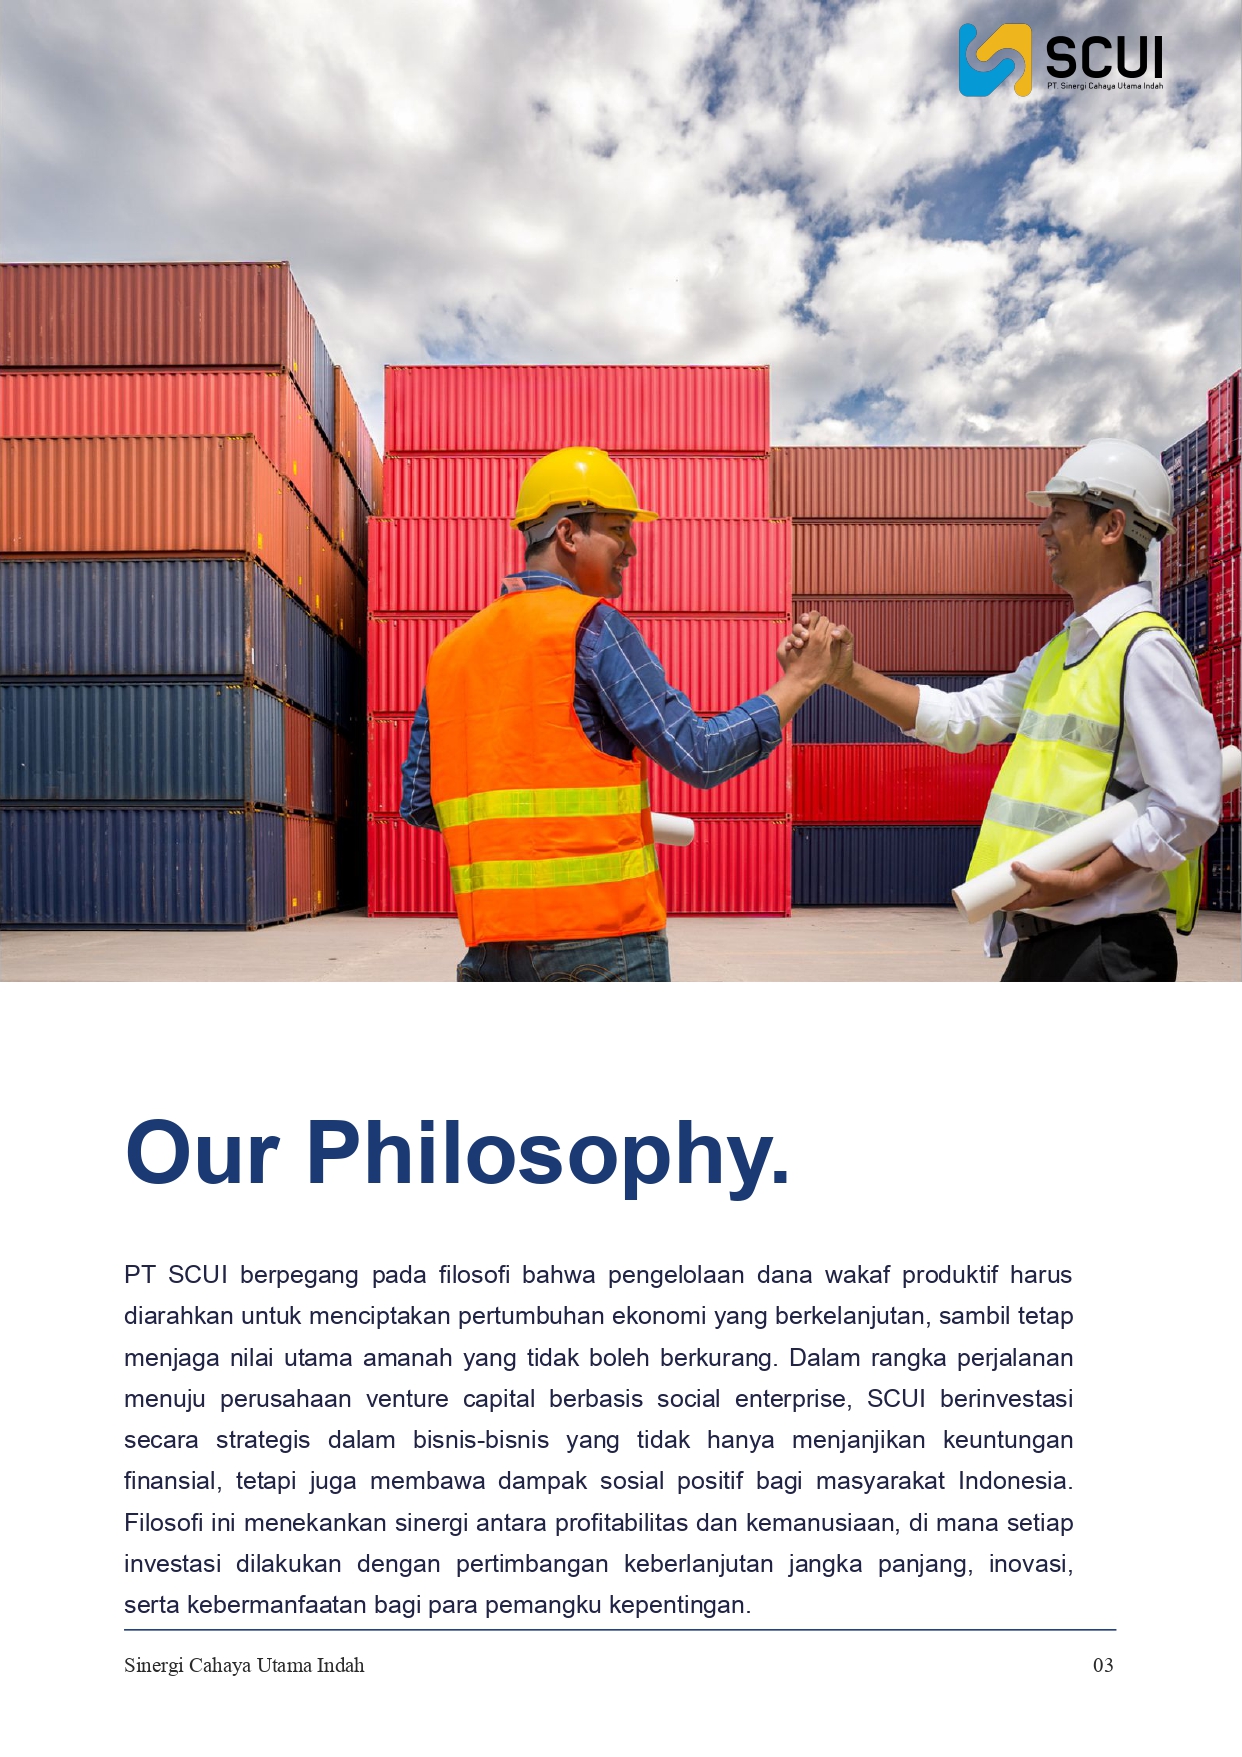 SCUI
PT. Sinergi Cahaya Utama Indah
Our Philosophy.
PT SCUI berpegang pada filosofi bahwa pengelolaan dana wakaf produktif harus
diarahkan untuk menciptakan pertumbuhan ekonomi yang berkelanjutan, sambil tetap
menjaga nilai utama amanah yang tidak boleh berkurang. Dalam rangka perjalanan
menuju perusahaan venture capital berbasis social enterprise, SCUI berinvestasi
secara strategis dalam bisnis-bisnis yang tidak hanya menjanjikan keuntungan
finansial, tetapi juga membawa dampak sosial positif bagi masyarakat Indonesia.
Filosofi ini menekankan sinergi antara profitabilitas dan kemanusiaan, di mana setiap
investasi dilakukan dengan pertimbangan keberlanjutan jangka panjang, inovasi,
serta kebermanfaatan bagi para pemangku kepentingan.
Sinergi Cahaya Utama Indah 03